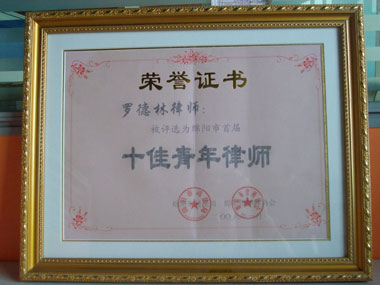 荣誉证书
罗德林律师：
被评选为绵阳市首届
十佳青年律师